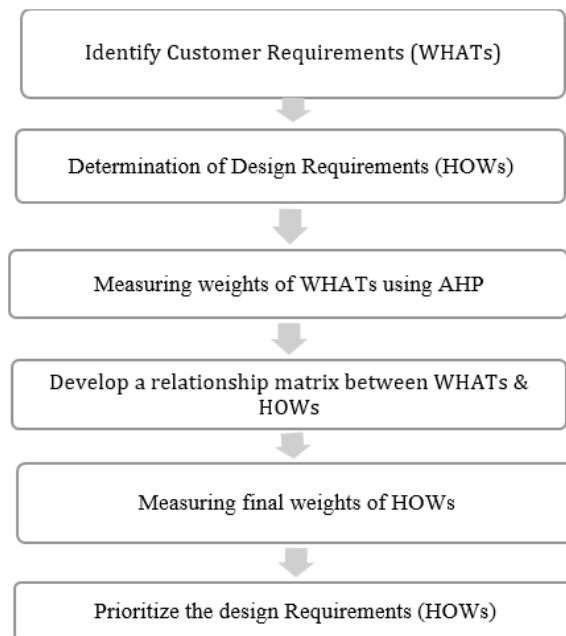 Identify Customer Requirements (WHATs)
Determination of Design Requirements (HOWs)
Measuring weights of WHATs using AHP
Develop a relationship matrix between WHATs &
HOWs
Measuring final weights of HOWs
Prioritize the design Requirements (HOWs)